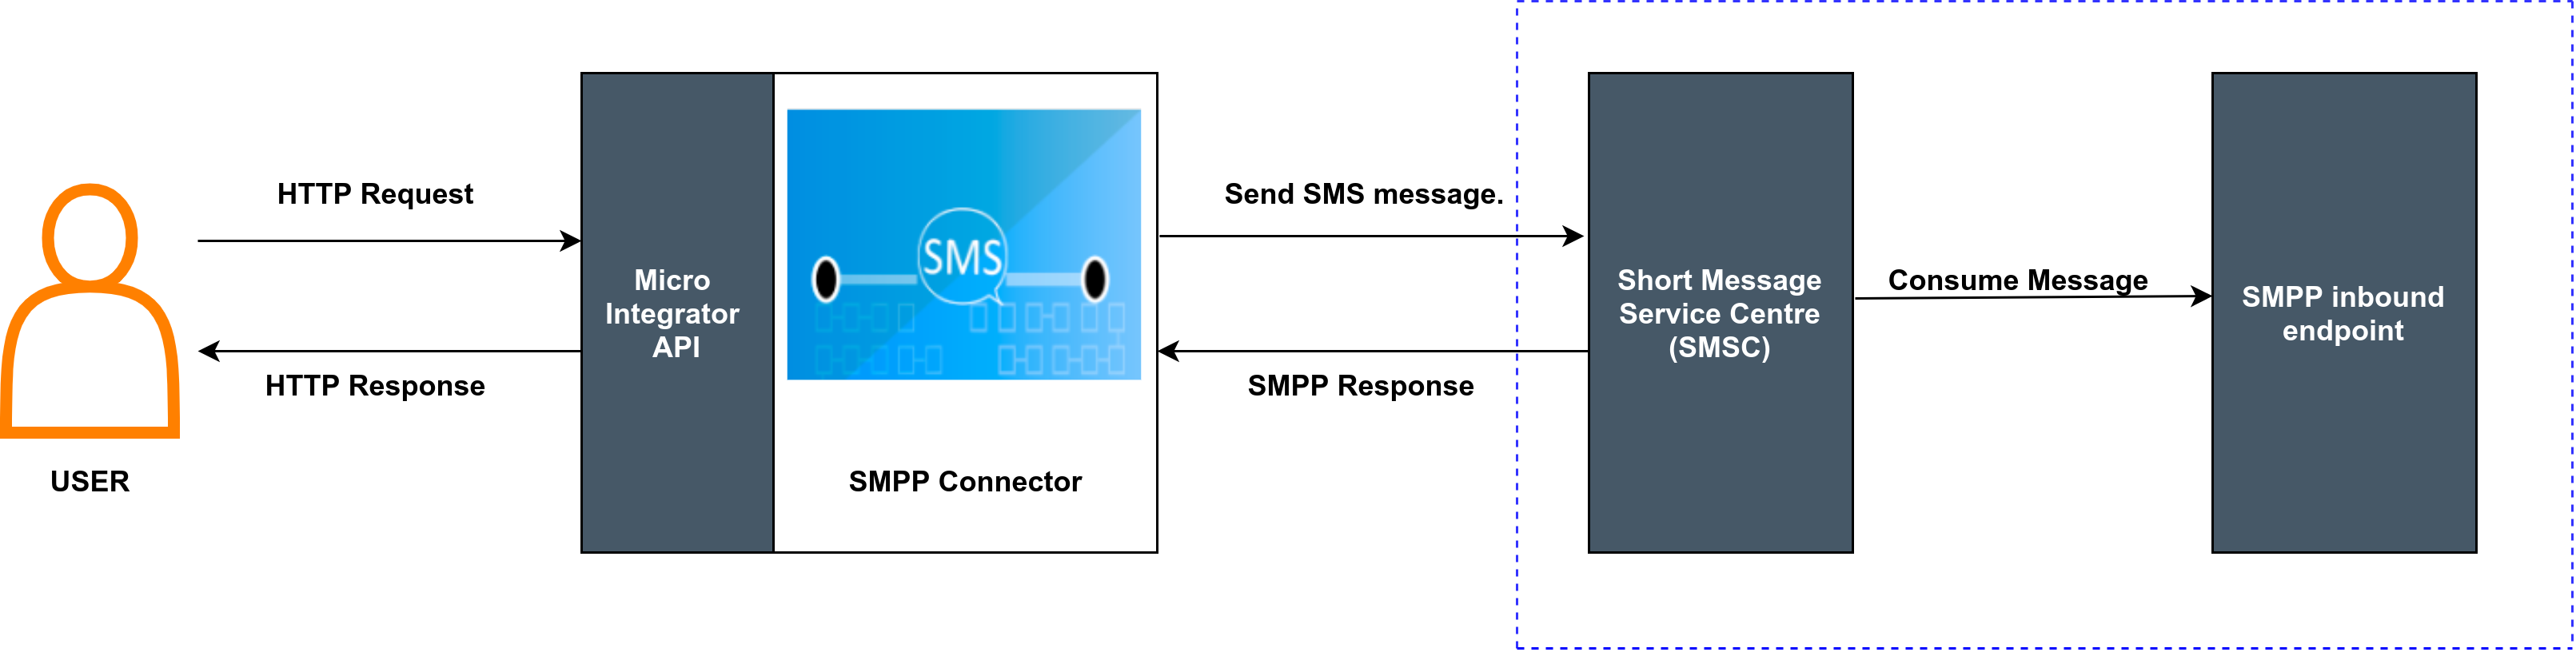 HTTP Request
HTTP Response
USER
Micro
Integrator
API
SMS
SMPP Connector
Send SMS message.
SMPP Response
Short Message
Service Centre
(SMSC)
Consume Message
SMPP inbound
endpoint